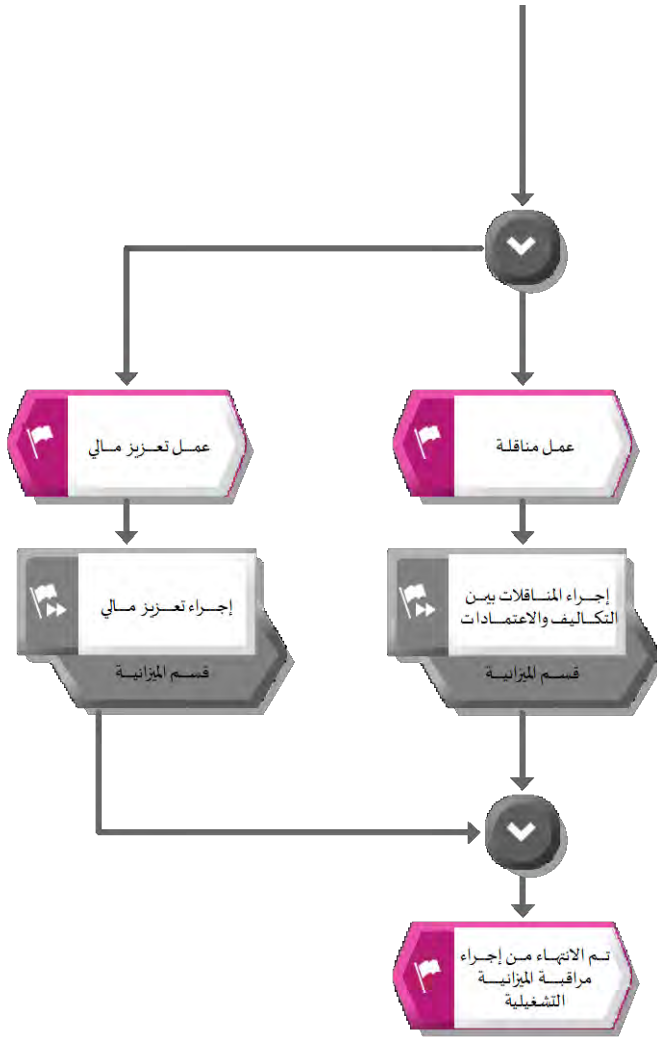 عمل مناقلة
عمل تعزيز مالي
إجراء المناقلات بين
التكاليف والاعتمادات
قسم الميزانية
إجراء تعزيز مالي
قسم الميزانية
تم الانتهاء من إجراء
مراقبة الميزانية
التشغيلية